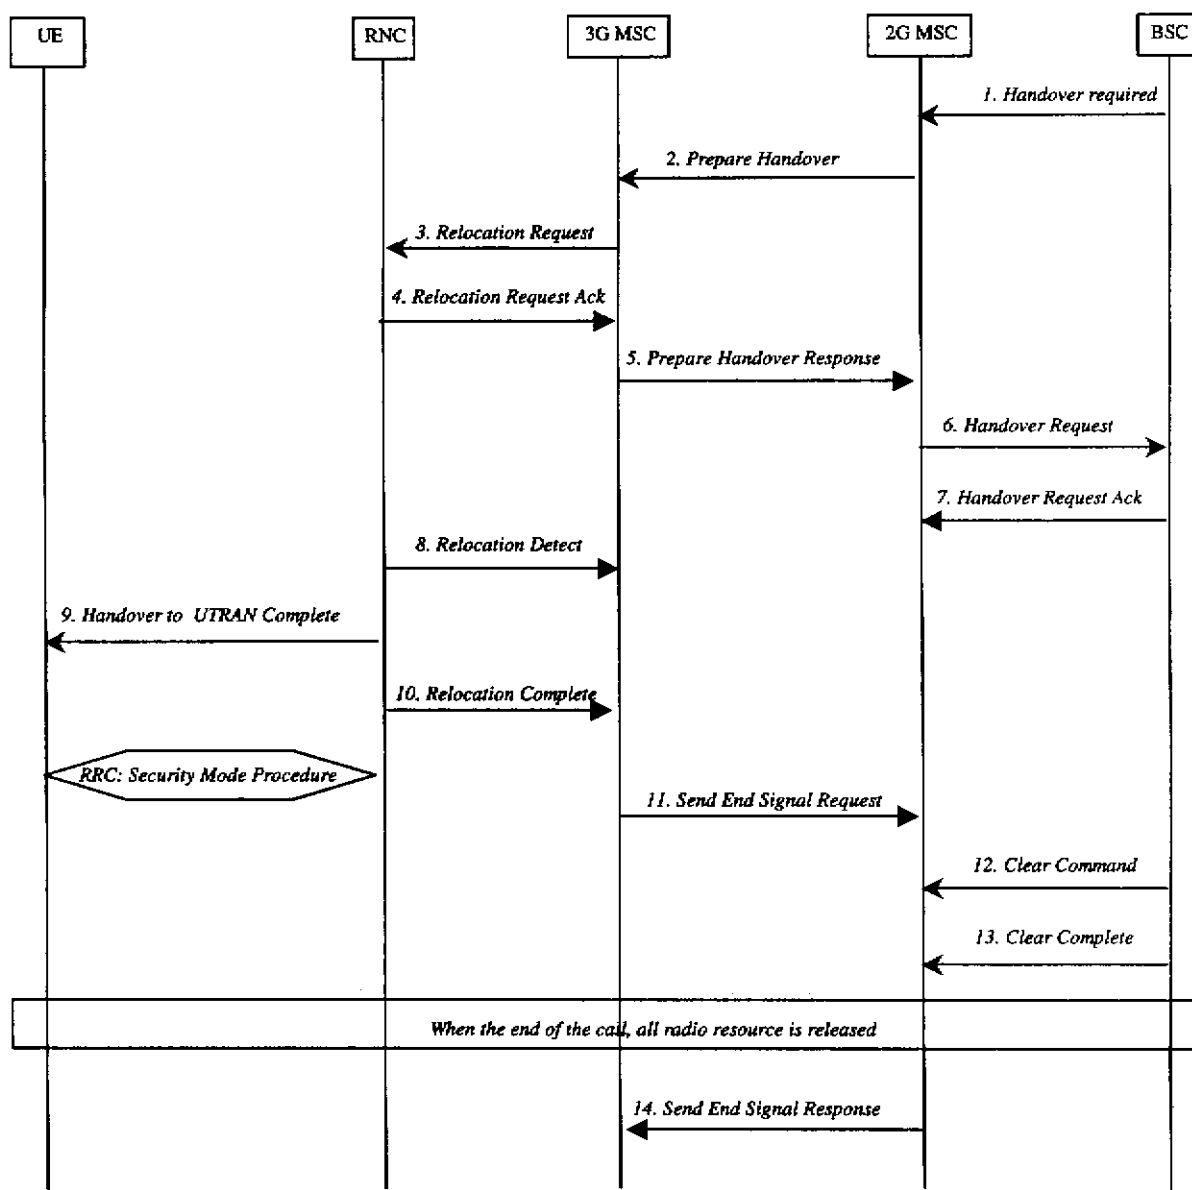 UE
RNC
3G MSC
2G MSC
BSC
1. Handover required
2. Prepare Handover
3. Relocation Request
4. Relocation Request Ack
5. Prepare Handover Response
6. Handover Request
7. Handover Request Ack
8. Relocation Detect
9. Handover to UTRAN Complete
10. Relocation Complete
RRC: Security Mode Procedure
11. Send End Signal Request
12. Clear Command
13. Clear Complete
When the end of the call, all radio resource is released
14. Send End Signal Response